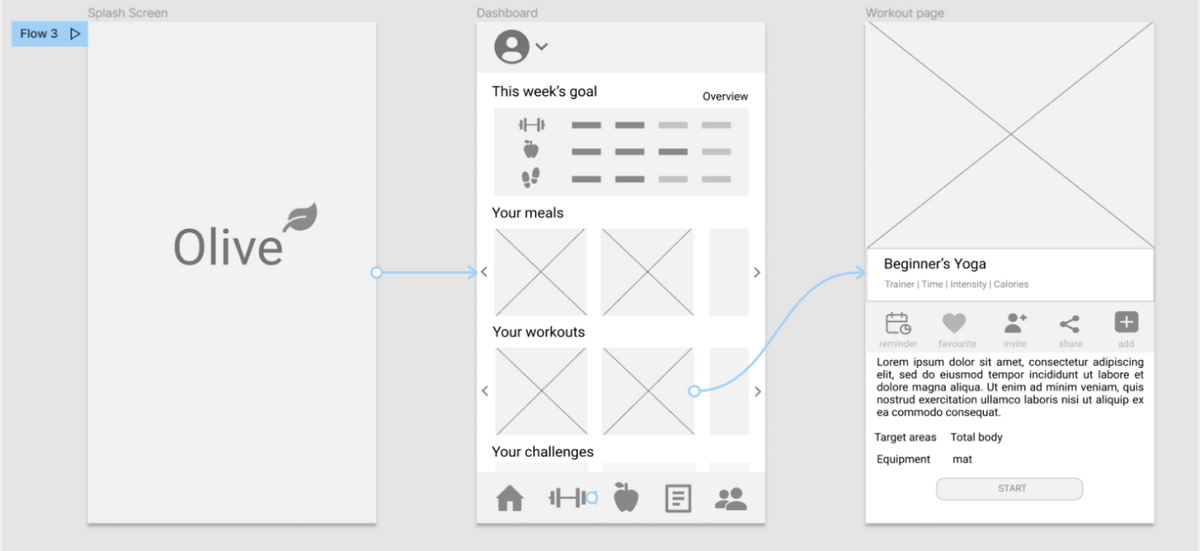 Splash Screen
Flow 3
Olive
Dashboard
This week's goal
Overview
Your meals
Your workouts
Your challenges
Workout page
Beginner's Yoga
Trainer | Time | Intensity | Calories
reminder favourite invite share add
Lorem ipsum dolor sit amet, consectetur adipiscing
elit, sed do eiusmod tempor incididunt ut labore et
dolore magna aliqua. Ut enim ad minim veniam, quis
nostrud exercitation ullamco laboris nisi ut aliquip ex
ea commodo consequat.
Target areas Total body
Equipment mat
START